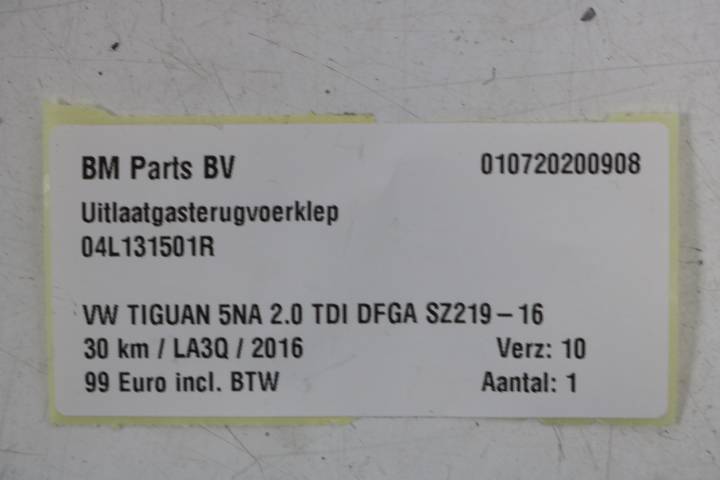 BM Parts BV 010720200908
Uitlaatgasterugvoerklep
04L131501R
VW TIGUAN 5NA 2.0 TDI DFGA SZ219-16
30 km / LA3Q / 2016 Verz: 10
99 Euro incl. BTW Aantal: 1